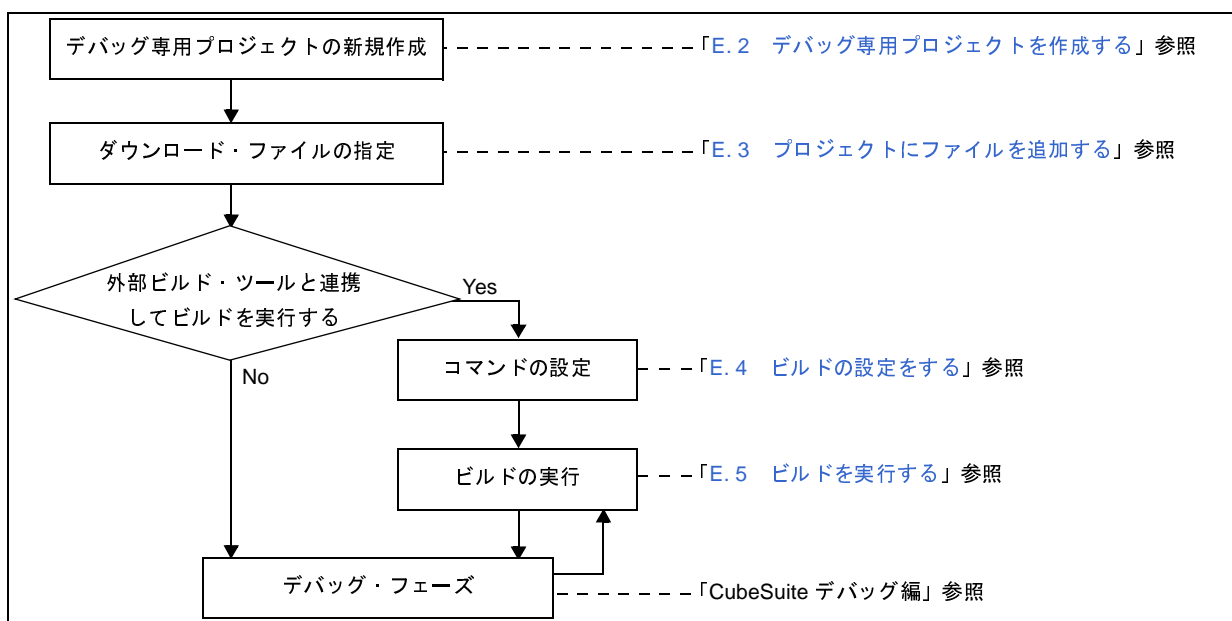 デバッグ専用プロジェクトの新規作成
「E. 2 デバッグ専用プロジェクトを作成する」参照
ダウンロード・ファイルの指定
「E. 3 プロジェクトにファイルを追加する」参照
外部ビルド・ツールと連携
してビルドを実行する
Yes
No
コマンドの設定
「E. 4 ビルドの設定をする」参照
ビルドの実行
「E. 5 ビルドを実行する」参照
デバッグ・フェーズ
「CubeSuite デバッグ編」参照